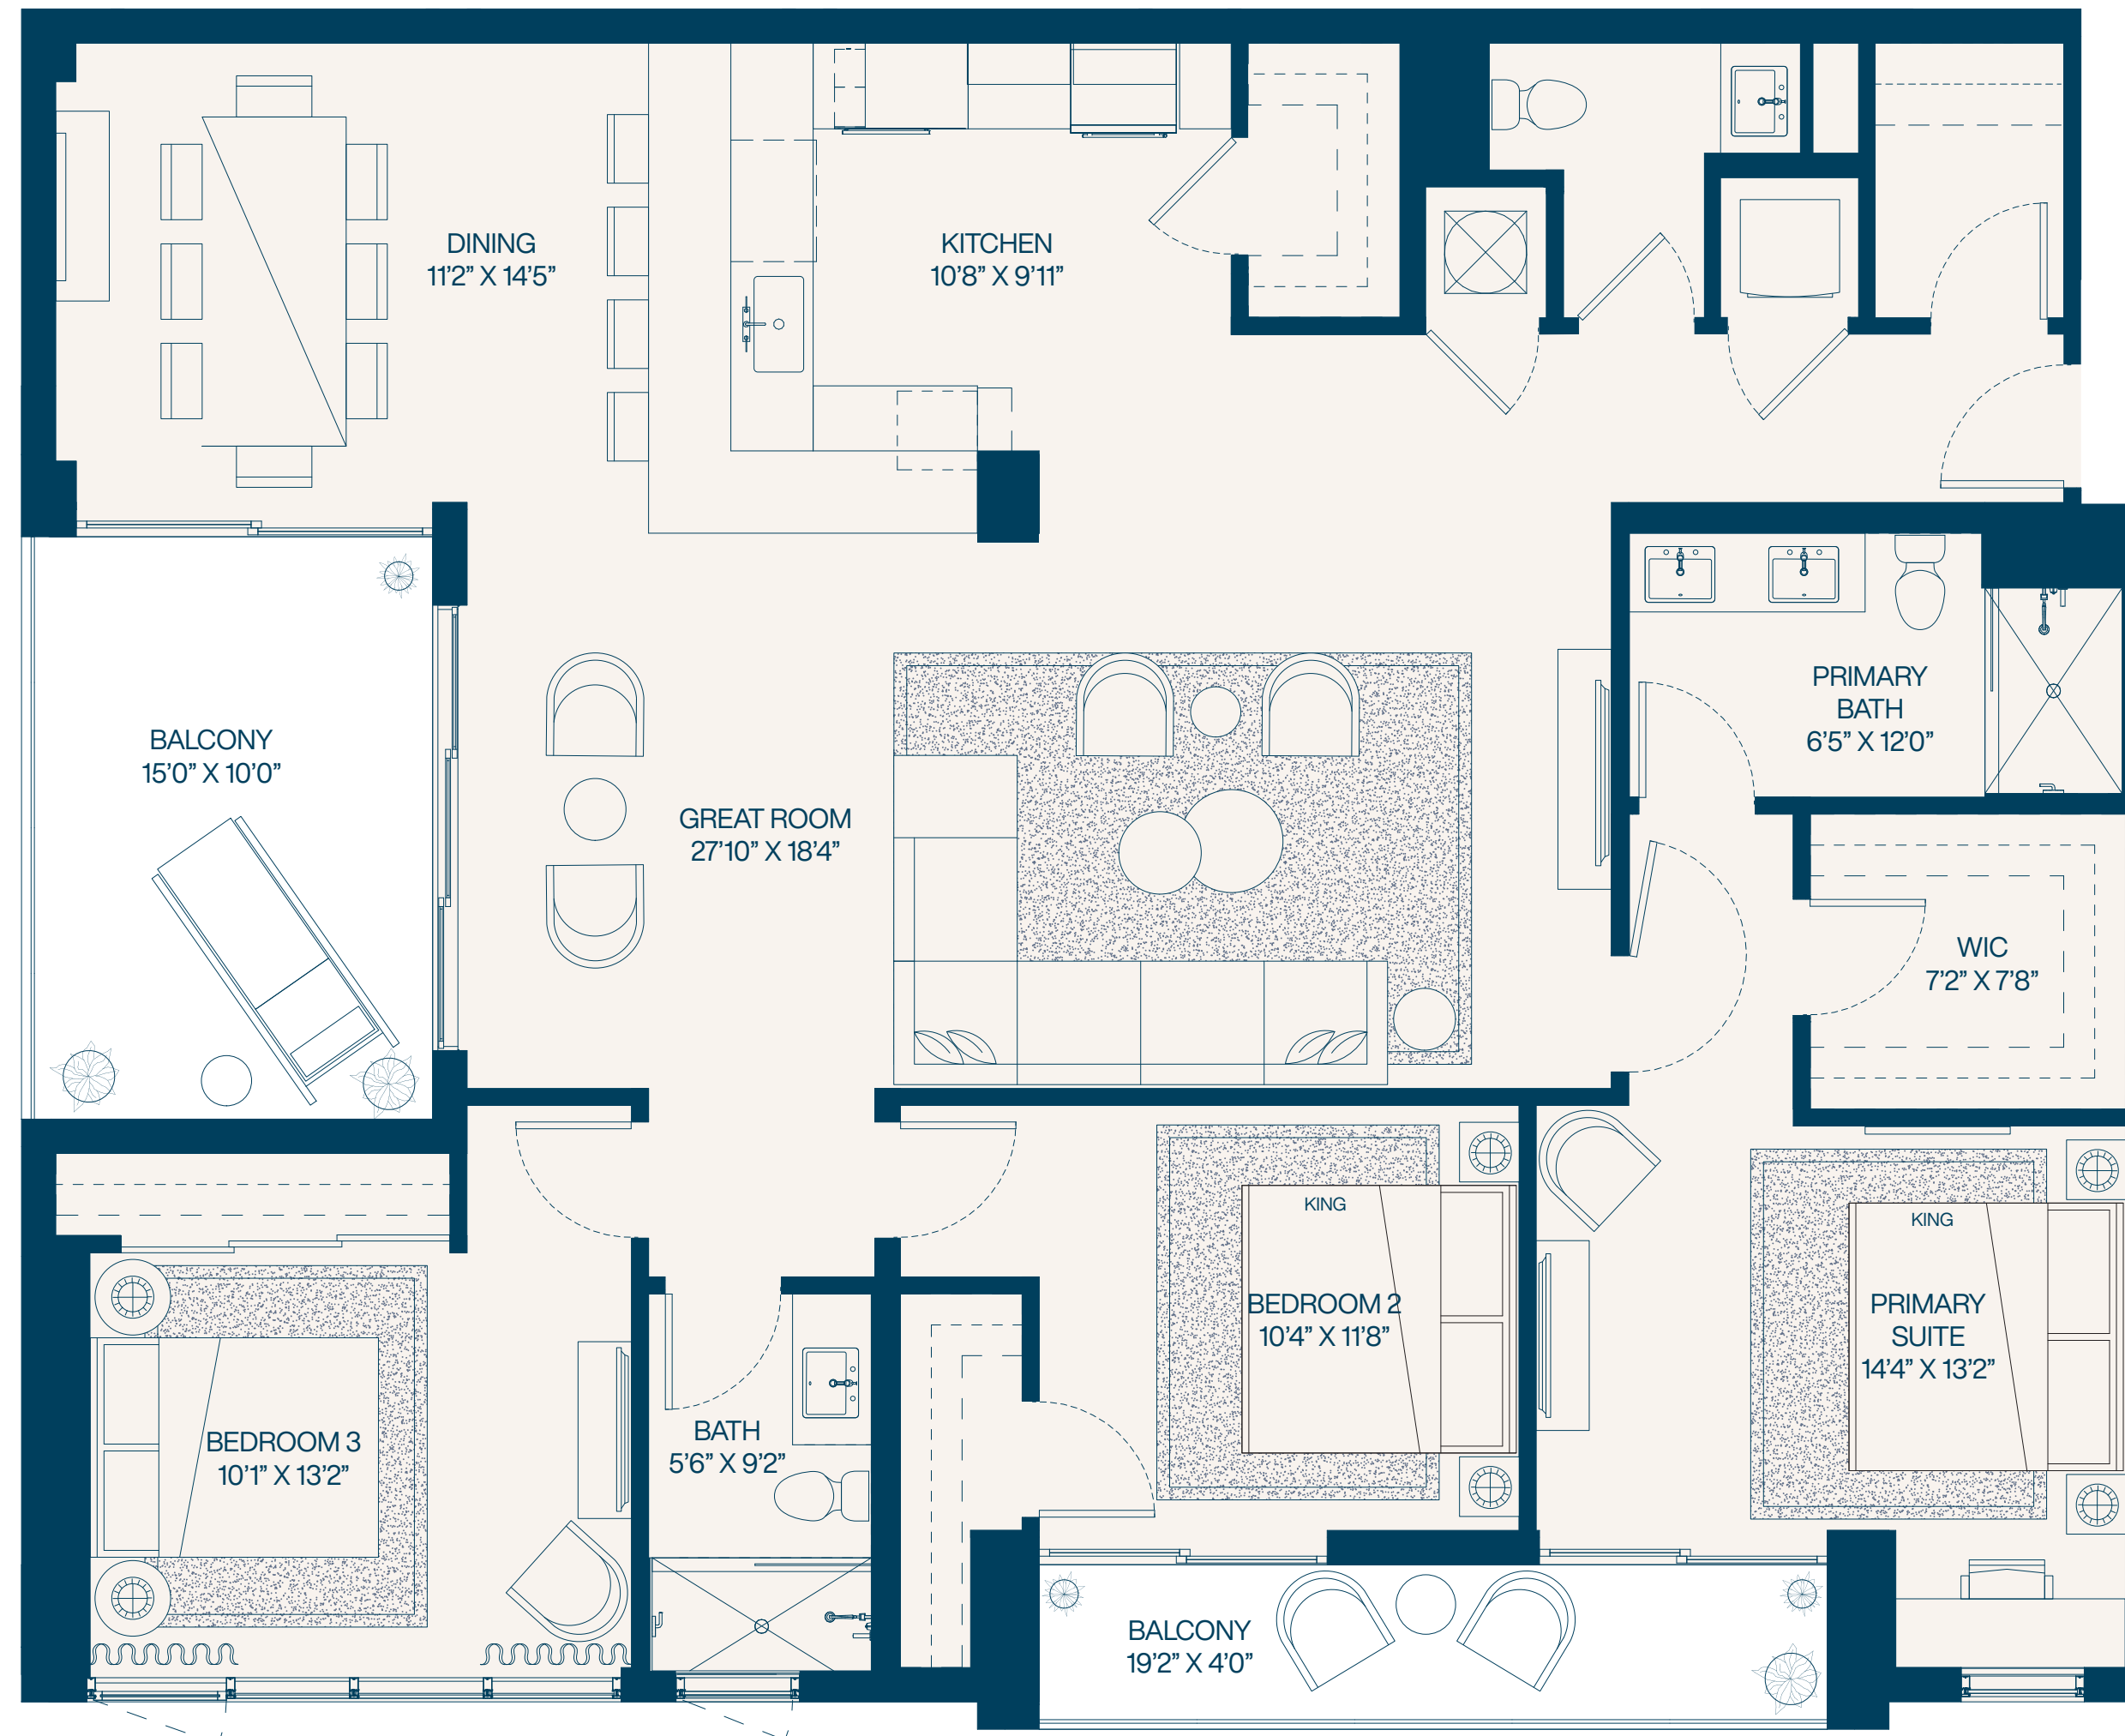 DINING
11'2” X 14'5”
KITCHEN
10'8” X 9'11”
BALCONY
15'0” X 10'0”
GREAT ROOM
27'10” X 18'4”
PRIMARY
BATH
6'5” X 12'0”
WIC
7'2” X 7'8”
KING
BEDROOM 2
10'4” X 11'8”
KING
PRIMARY
SUITE
14'4” X 13'2”
BEDROOM 3
10'1” X 13'2”
BATH
5'6” X 9'2”
BALCONY
19'2” X 4'0”